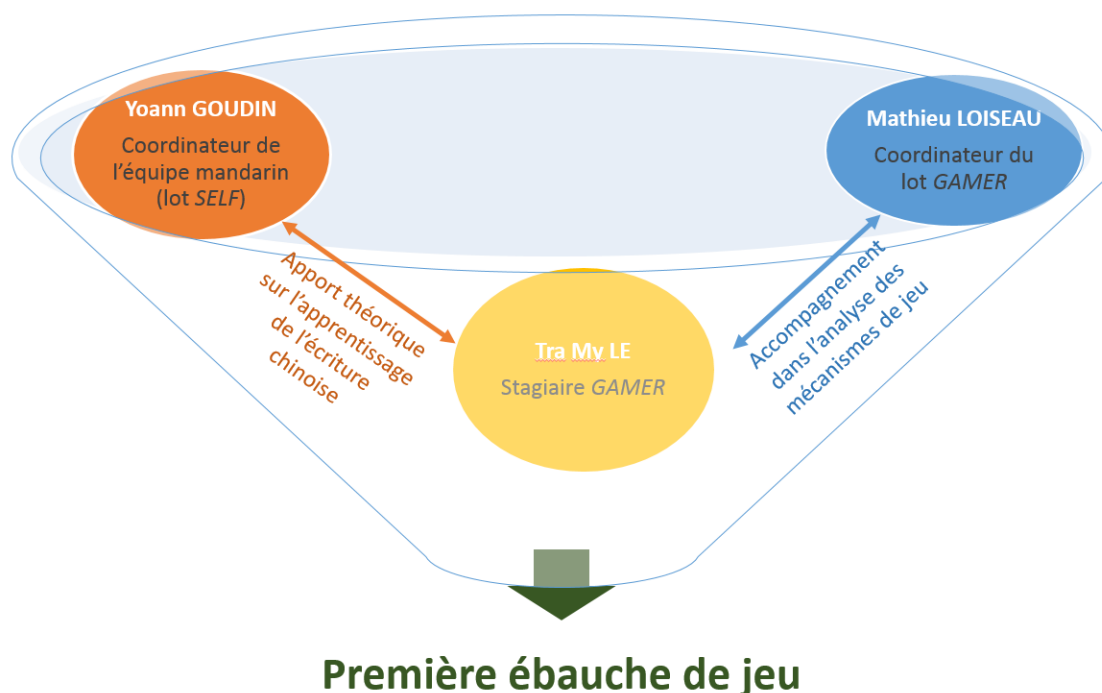 Yoann GOUDIN
Coordinateur de
l'équipe mandarin
(lot SELF)
Mathieu LOISEAU
Coordinateur du
lot GAMER
Apport théorique
sur l'apprentissage
de l'écriture
chinoise
Accompagnement
dans l'analyse des
mécanismes de jeu
Tra My LE
Stagiaire GAMER
Première ébauche de jeu